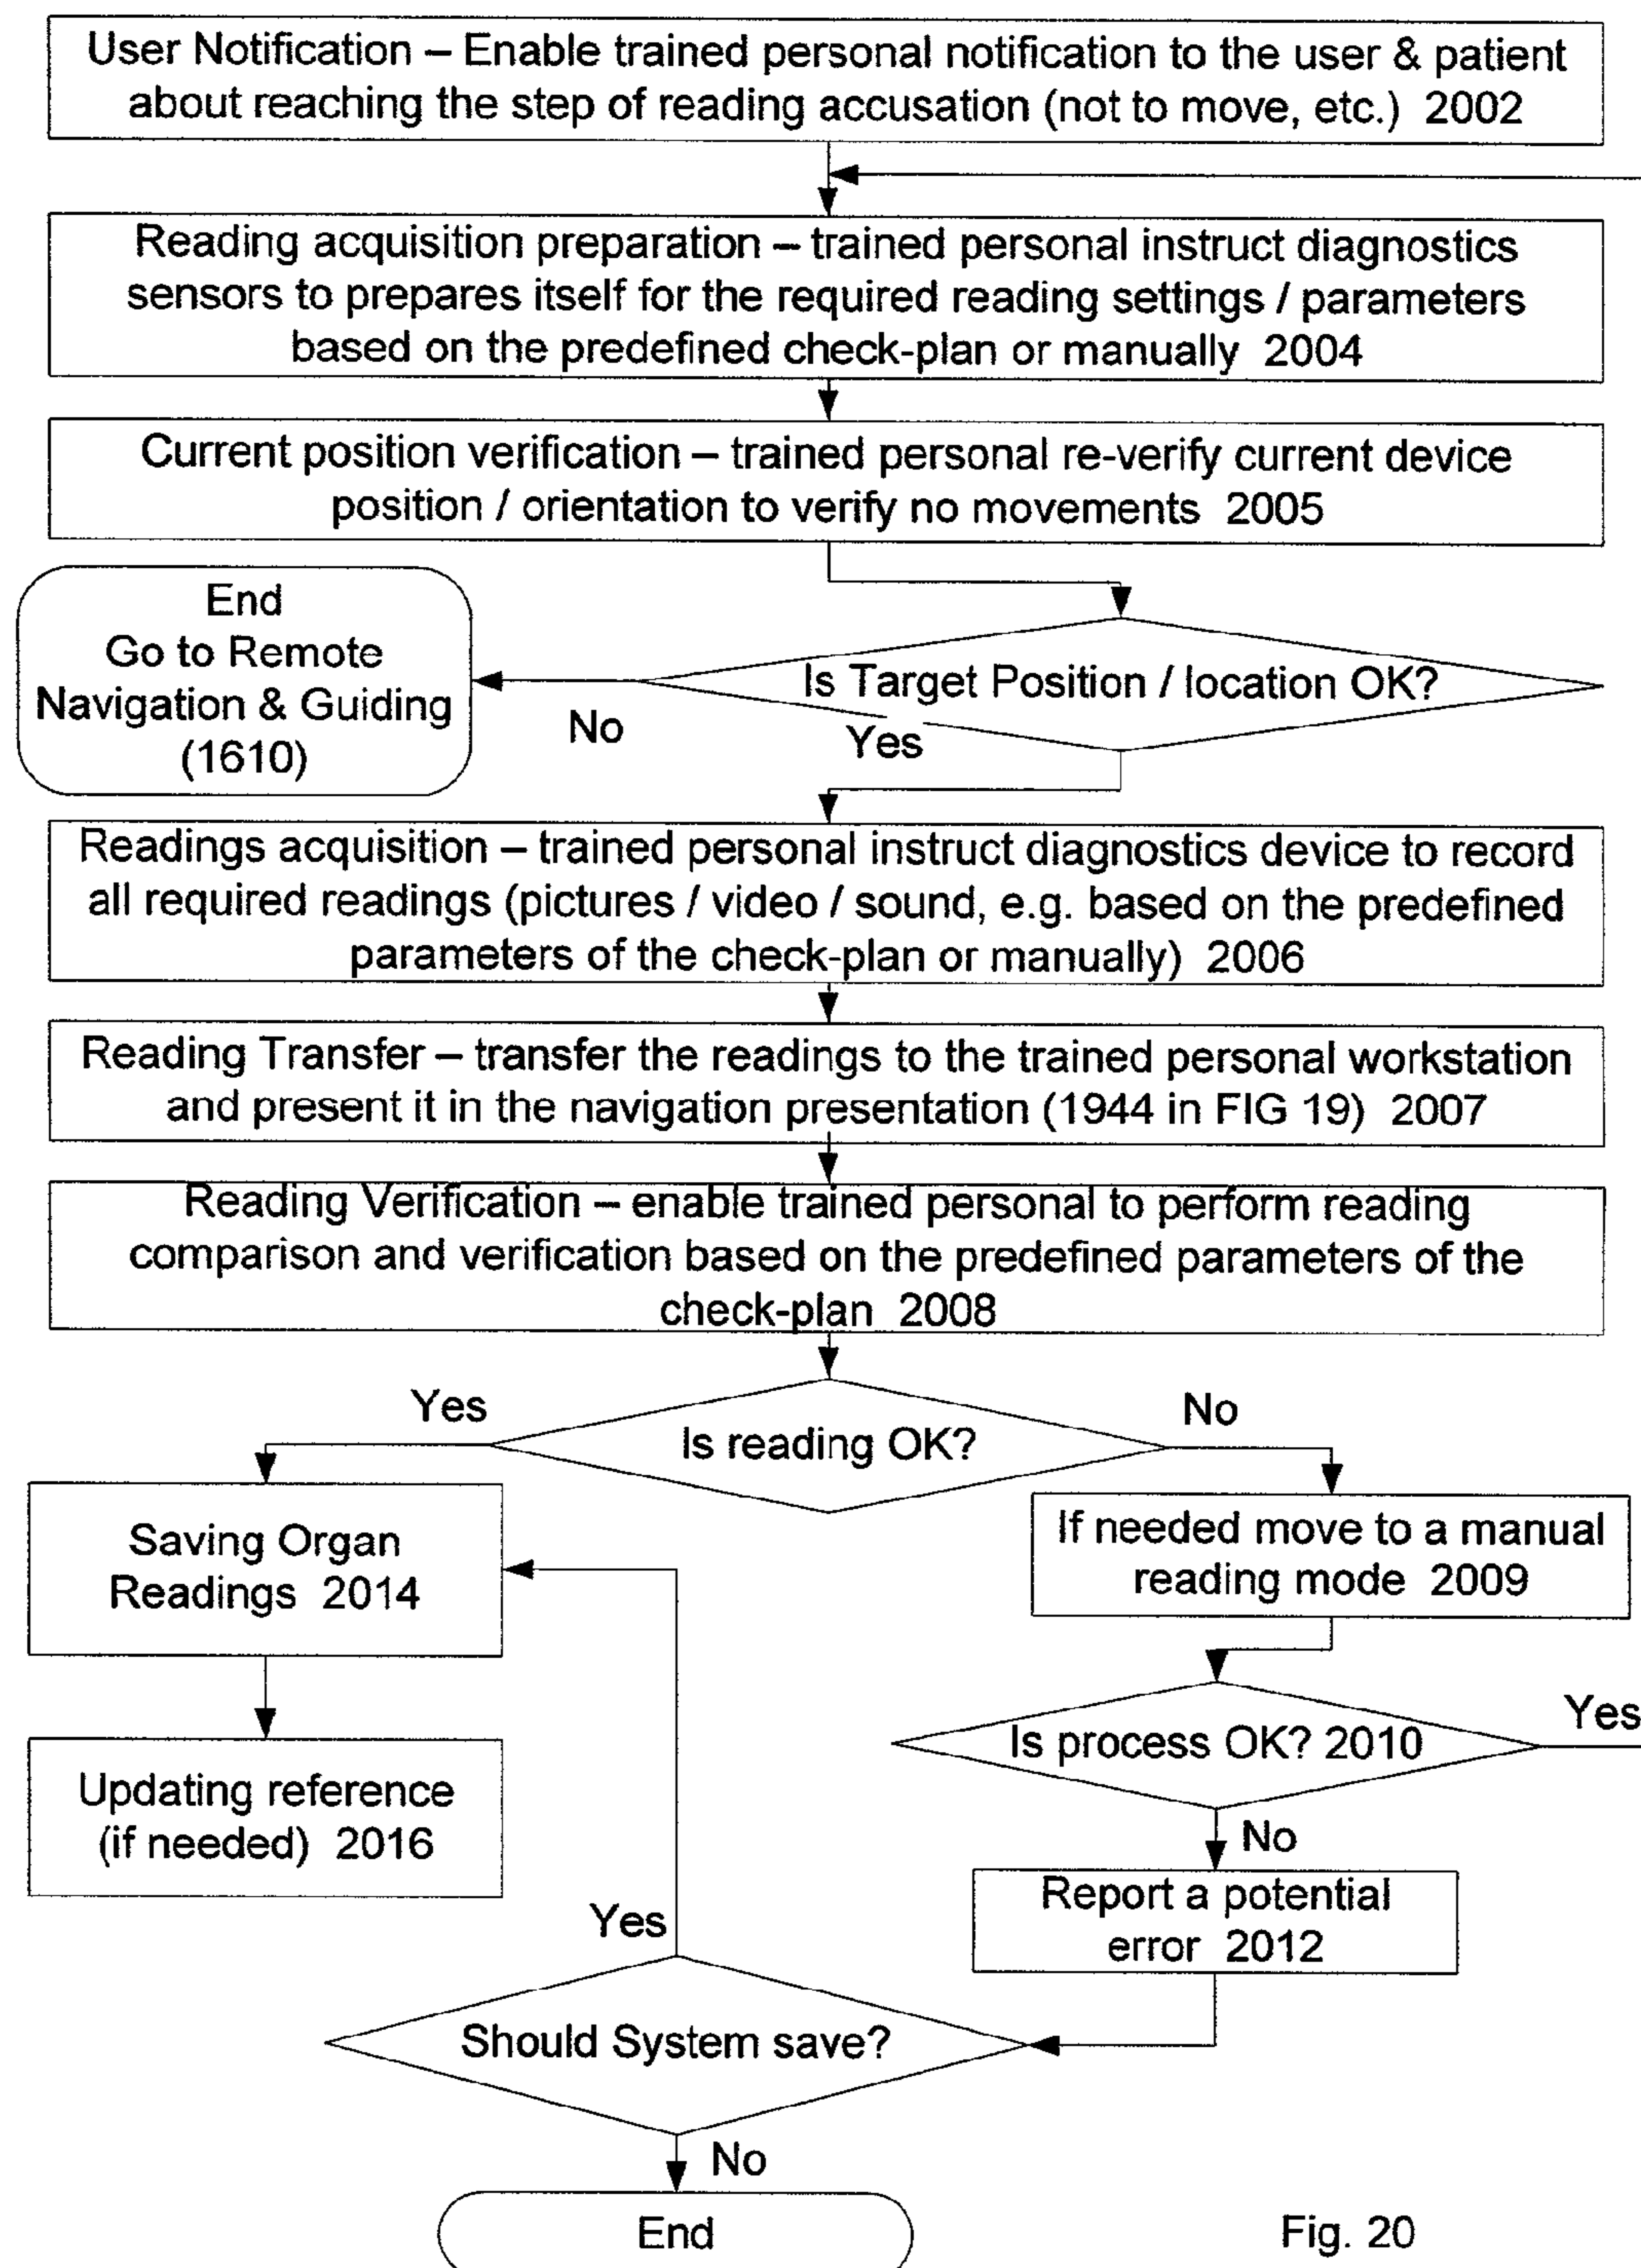 User Notification – Enable trained personal notification to the user & patient
about reaching the step of reading accusation (not to move, etc.) 2002
Reading acquisition preparation – trained personal instruct diagnostics
sensors to prepares itself for the required reading settings / parameters
based on the predefined check-plan or manually 2004
Current position verification – trained personal re-verify current device
position / orientation to verify no movements 2005
End
Go to Remote
Navigation & Guiding
(1610)
Is Target Position / location OK?
No
Yes
Readings acquisition – trained personal instruct diagnostics device to record
all required readings (pictures / video / sound, e.g. based on the predefined
parameters of the check-plan or manually) 2006
Reading Transfer – transfer the readings to the trained personal workstation
and present it in the navigation presentation (1944 in FIG 19) 2007
Reading Verification – enable trained personal to perform reading
comparison and verification based on the predefined parameters of the
check-plan 2008
Yes
No
Is reading OK?
Saving Organ
Readings 2014
If needed move to a manual
reading mode 2009
Yes
Is process OK? 2010
Updating reference
(if needed) 2016
No
Report a potential
error 2012
Yes
Should System save?
No
End
Fig. 20